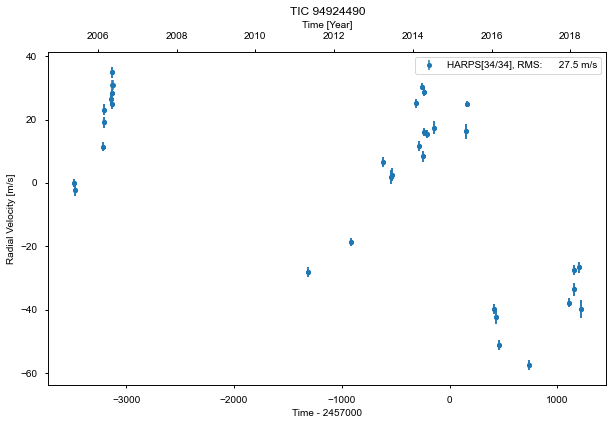 TIC 94924490
Time [Year]
2006 2008 2010 2012 2014 2016 2018
HARPS[34/34], RMS: 27.5 m/s
40
20
0
−20
−40
−60
Radial Velocity [m/s]
−3000 −2000 −1000 0 1000
Time - 2457000